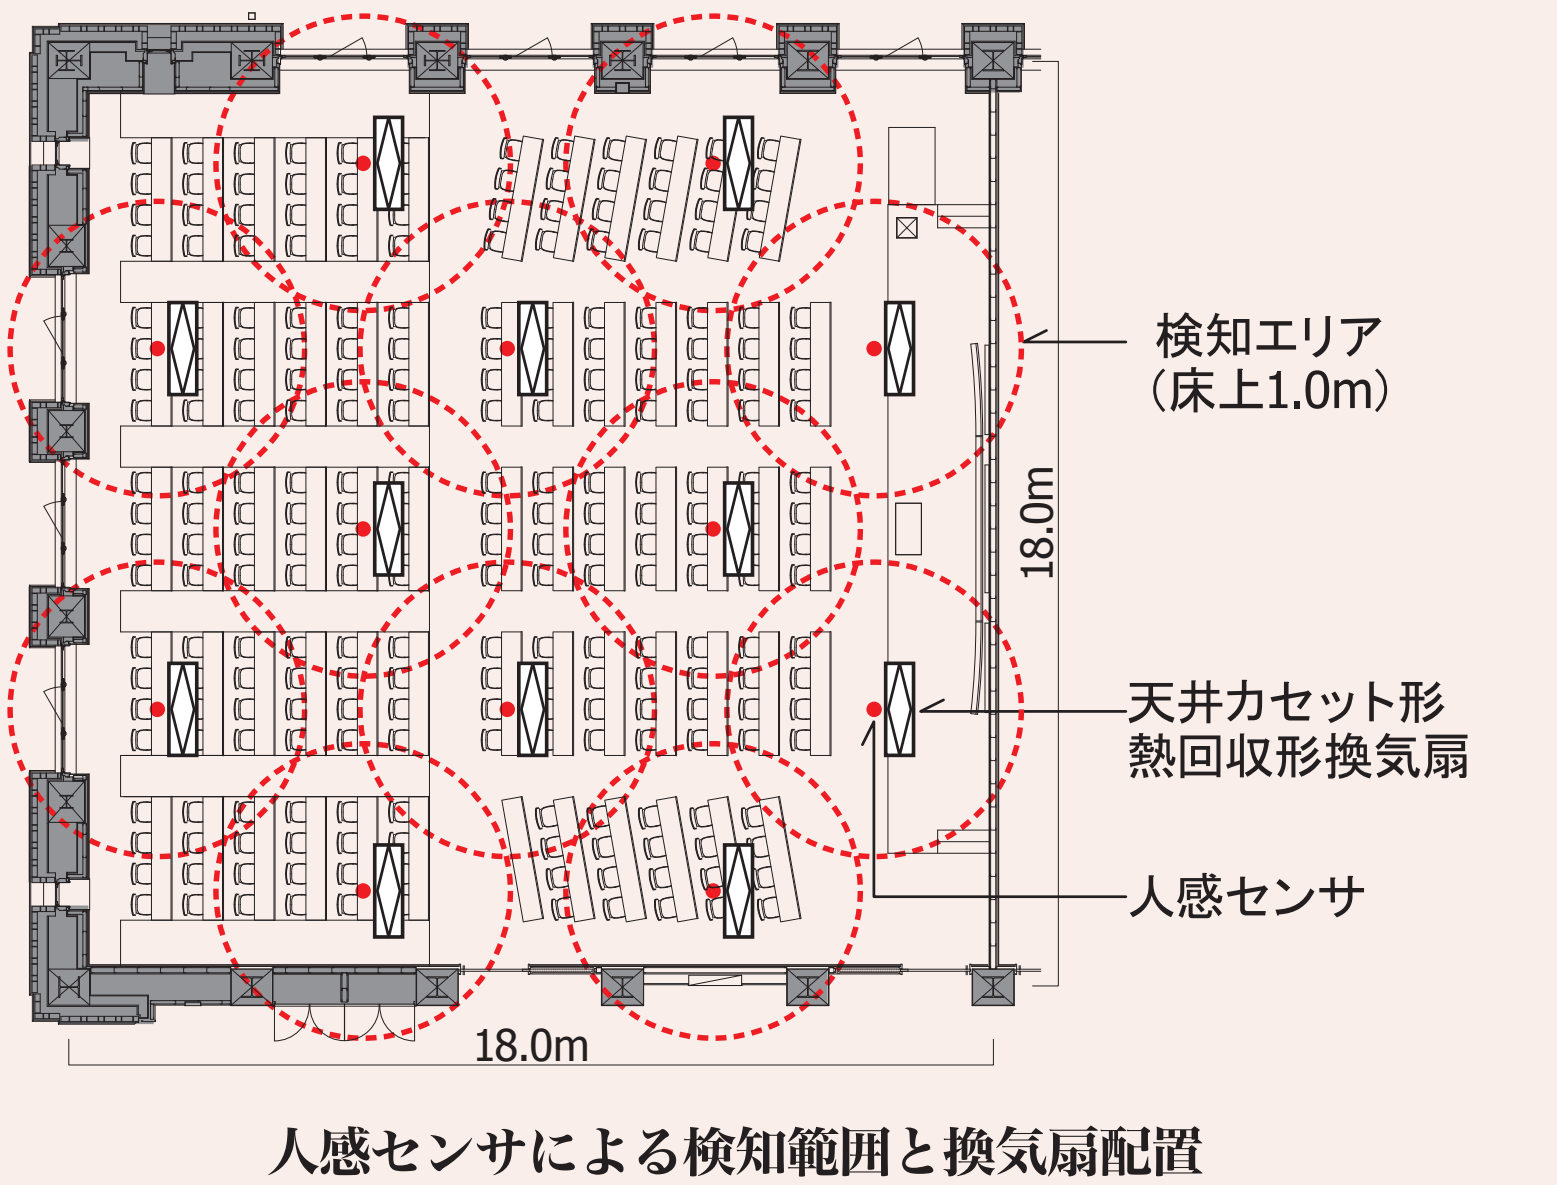 検知エリア
（床上1.0m）
18.0m
天井カセット形
熱回収形換気扇
人感センサ
18.0m
人感センサによる検知範囲と換気扇配置